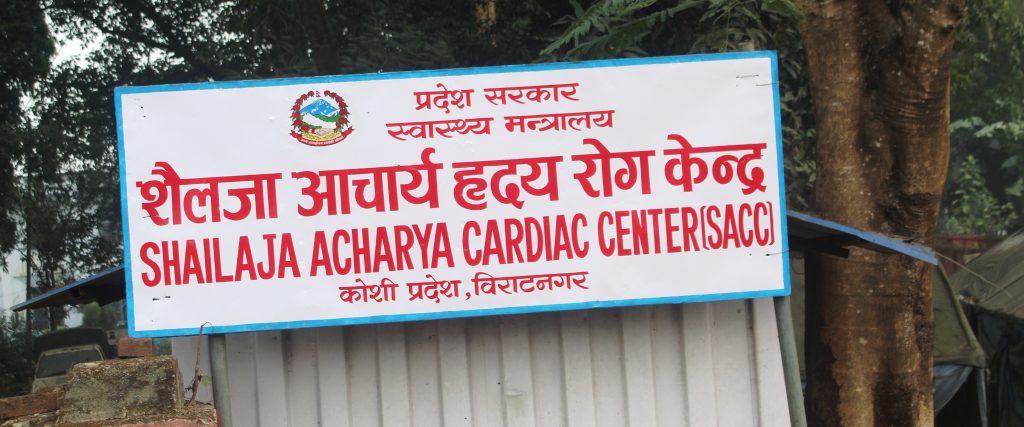 प्रदेश सरकार
स्वास्थ्य मन्त्रालय
शैलजा आचार्य हृदय रोग केन्द्र
SHAILAJA ACHARYA CARDIAC CENTER(SACC)
कोशी प्रदेश, विराटनगर